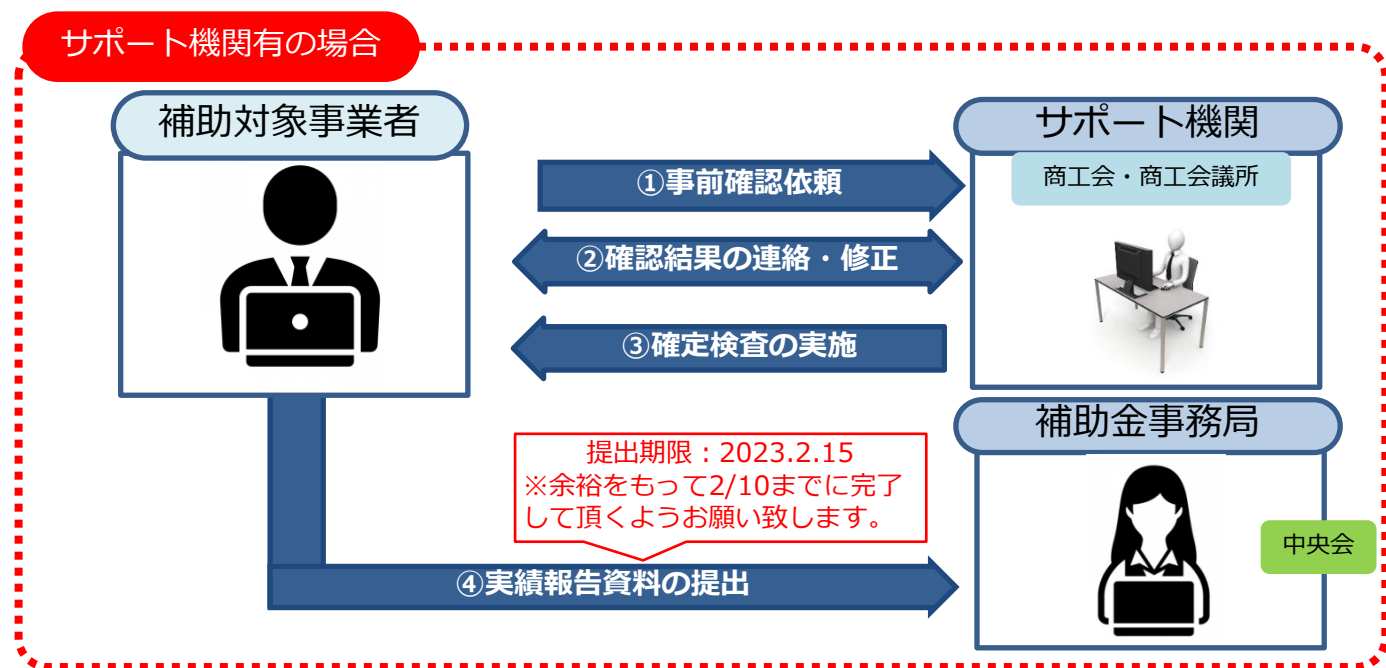 サポート機関有の場合
補助対象事業者
サポート機関
商工会・商工会議所
①事前確認依頼
②確認結果の連絡・修正
③確定検査の実施
補助金事務局
中央会
提出期限：2023.2.15
※余裕をもって2/10までに完了
して頂くようお願い致します。
④実績報告資料の提出